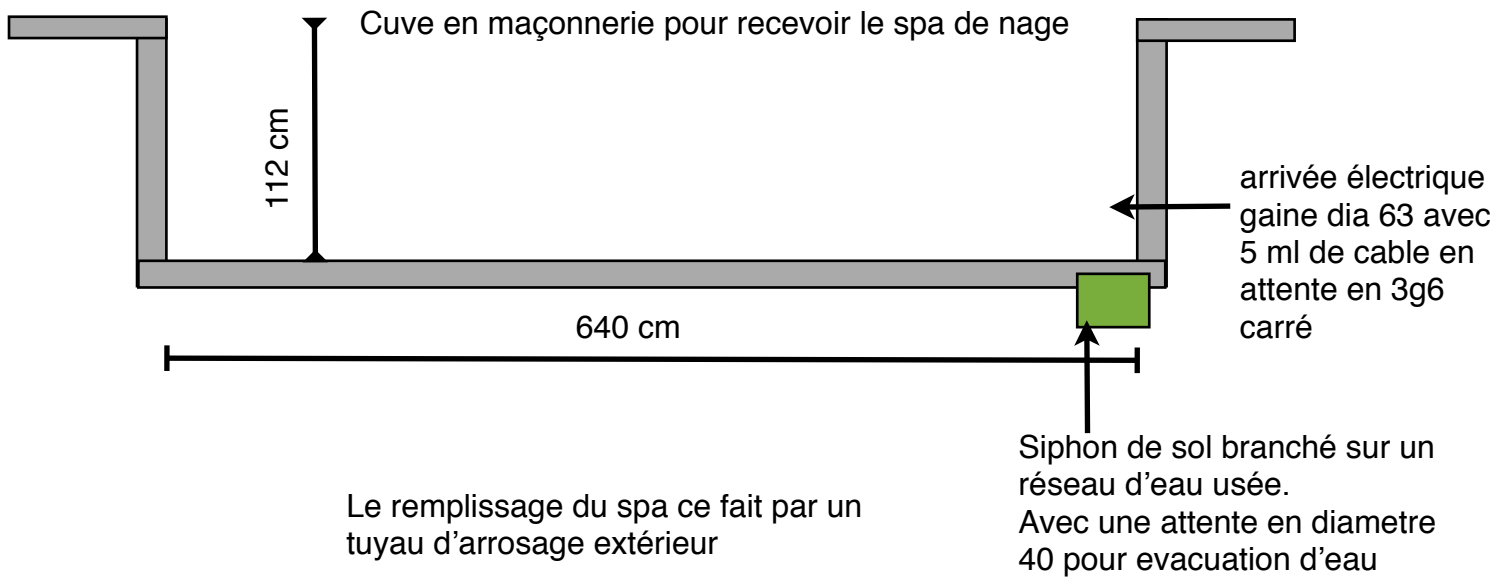 Cuve en maçonnerie pour recevoir le spa de nage
112 cm
arrivée électrique
gaine dia 63 avec
5 ml de cable en
attente en 3g6
carré
640 cm
Siphon de sol branché sur un
réseau d'eau usée.
Avec une attente en diametre
40 pour evacuation d'eau
Le remplissage du spa ce fait par un
tuyau d'arrosage extérieur